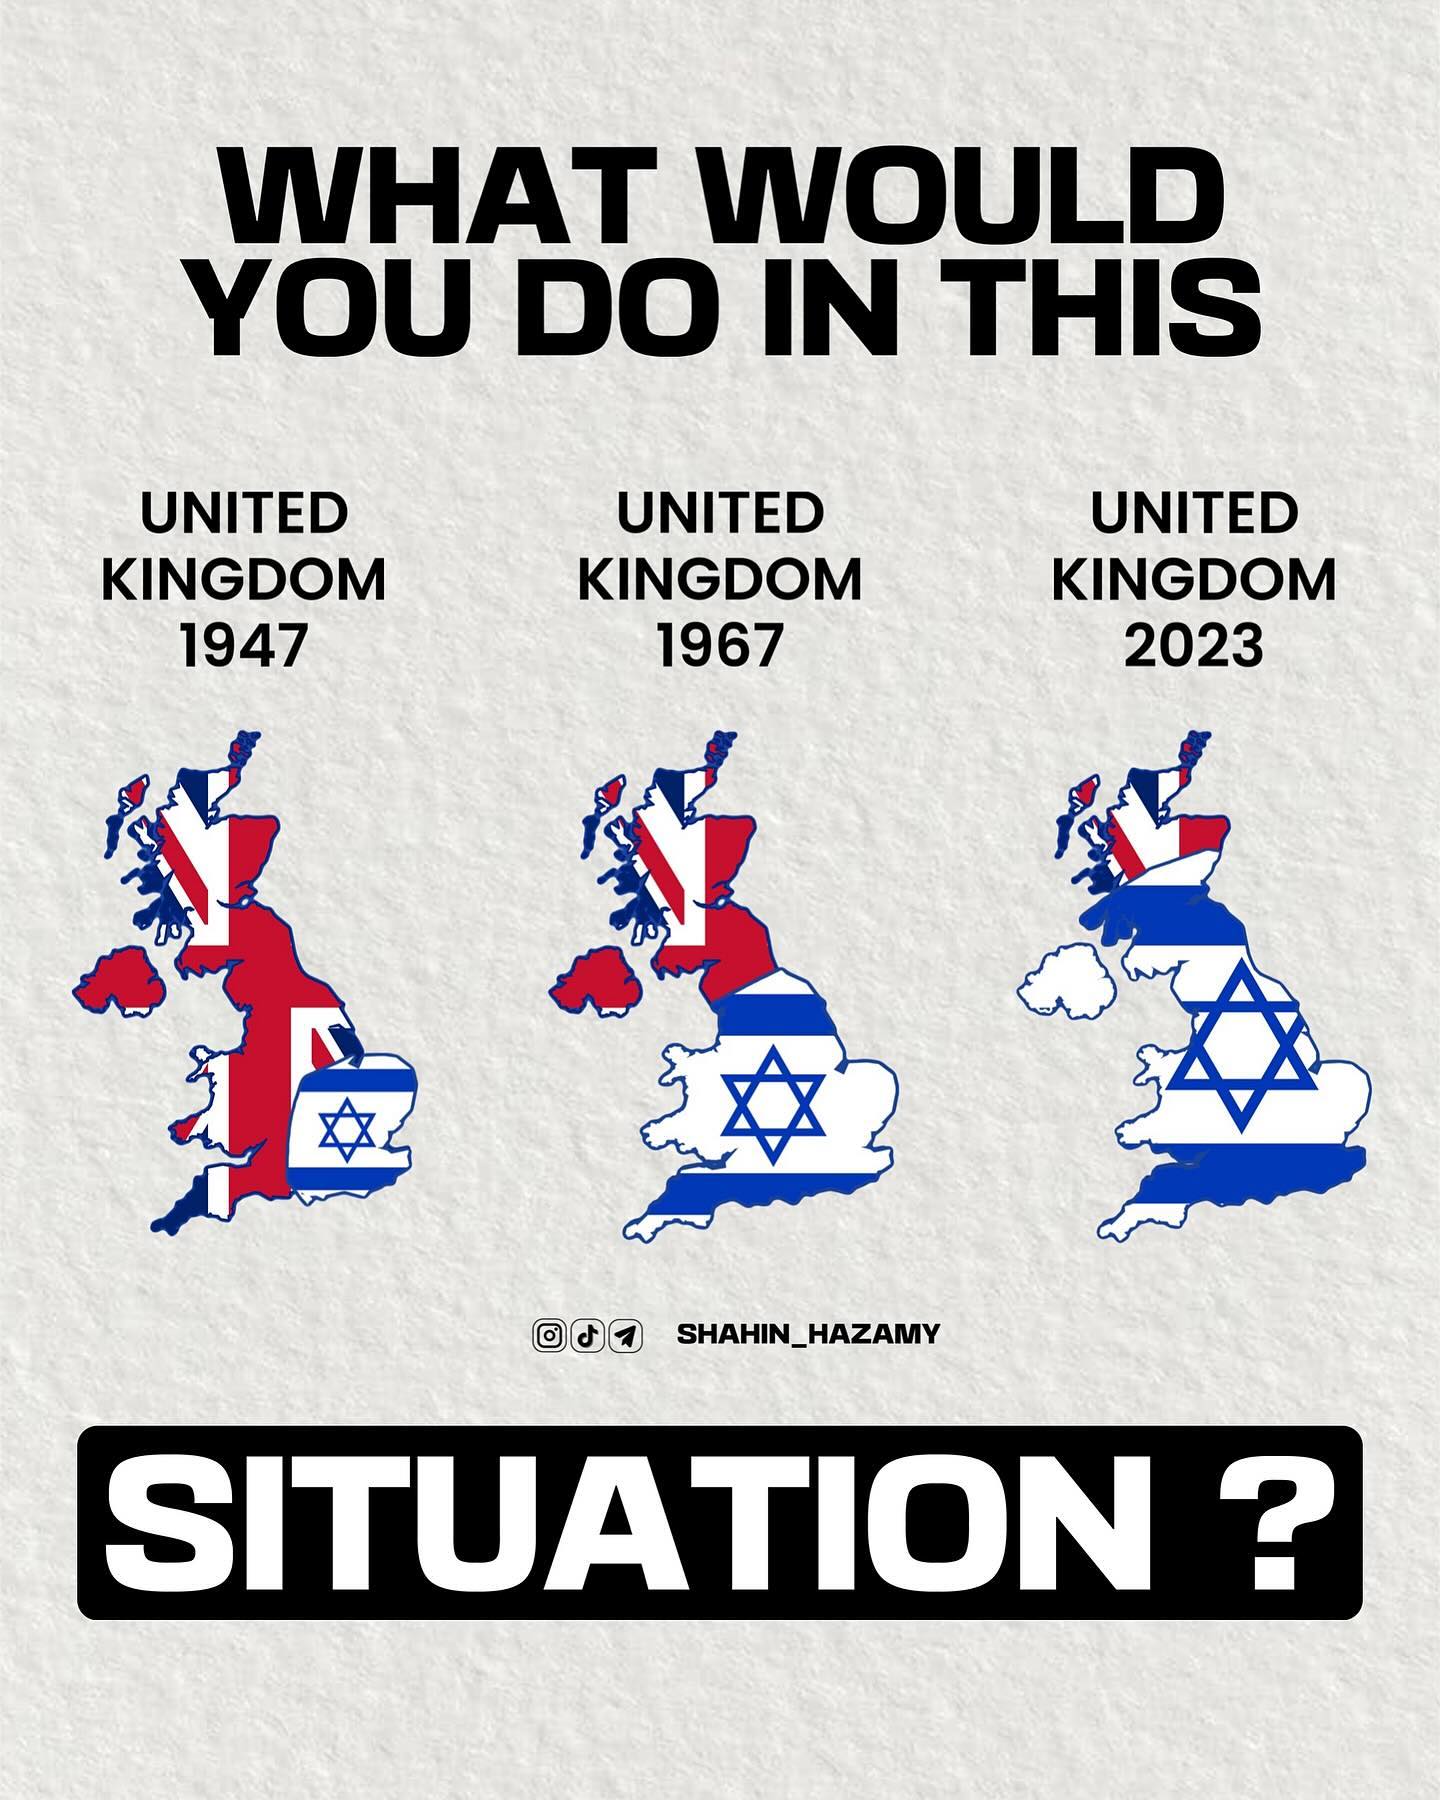 WHAT WOULD
YOU DO IN THIS
UNITED
KINGDOM
1947
UNITED
KINGDOM
1967
UNITED
KINGDOM
2023
SHAHIN_HAZAMY
SITUATION ?